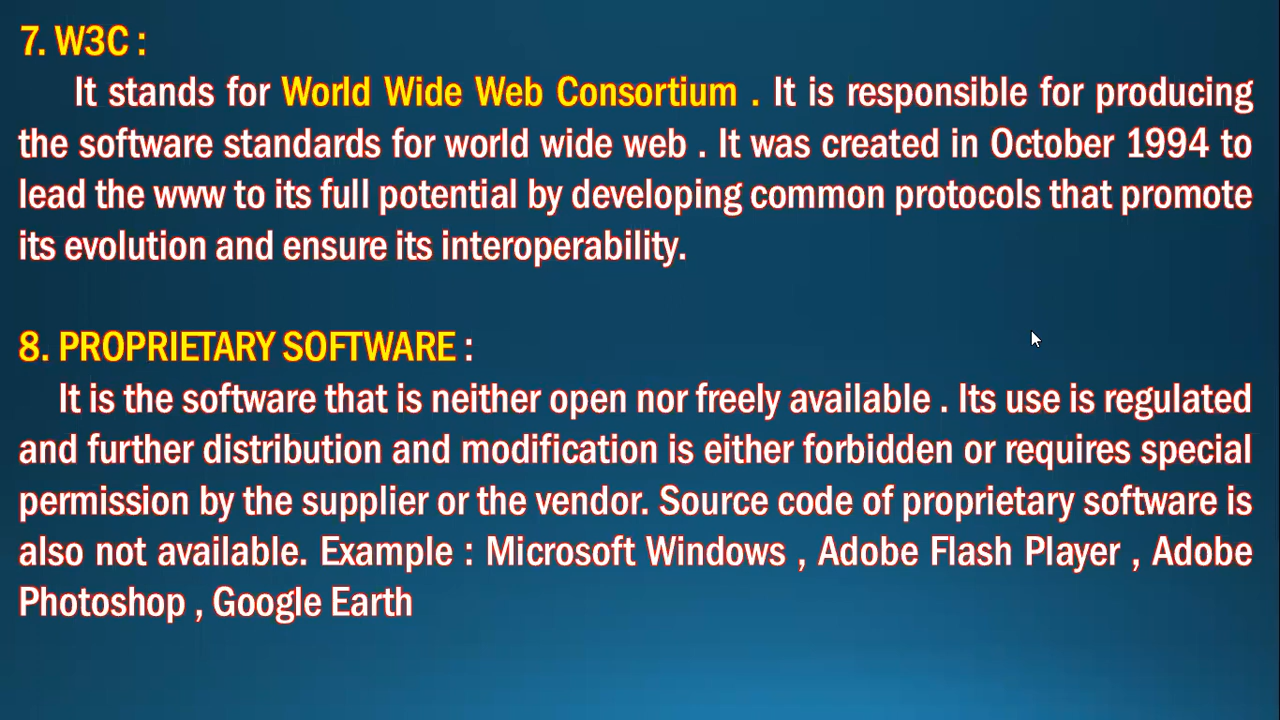 7. W3C :
It stands for World Wide Web Consortium . It is responsible for producing
the software standards for world wide web . It was created in October 1994 to
lead the www to its full potential by developing common protocols that promote
its evolution and ensure its interoperability.
8. PROPRIETARY SOFTWARE :
It is the software that is neither open nor freely available . Its use is regulated
and further distribution and modification is either forbidden or requires special
permission by the supplier or the vendor. Source code of proprietary software is
also not available. Example : Microsoft Windows , Adobe Flash Player , Adobe
Photoshop , Google Earth